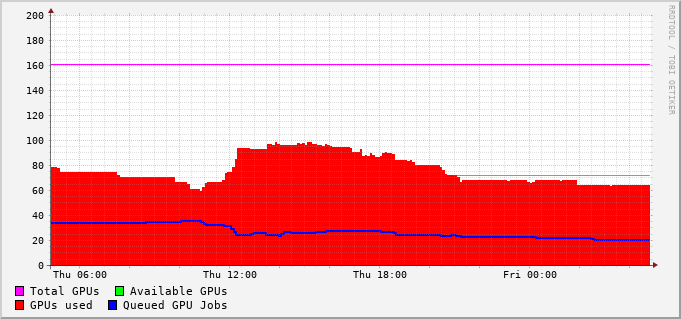 200
180
160
140
120
100
80
60
40
20
0
Thu 06:00 Thu 12:00 Thu 18:00 Fri 00:00
Total GPUs Available GPUs
GPUs used Queued GPU Jobs
RRDTOOL / TOBI OETIKER